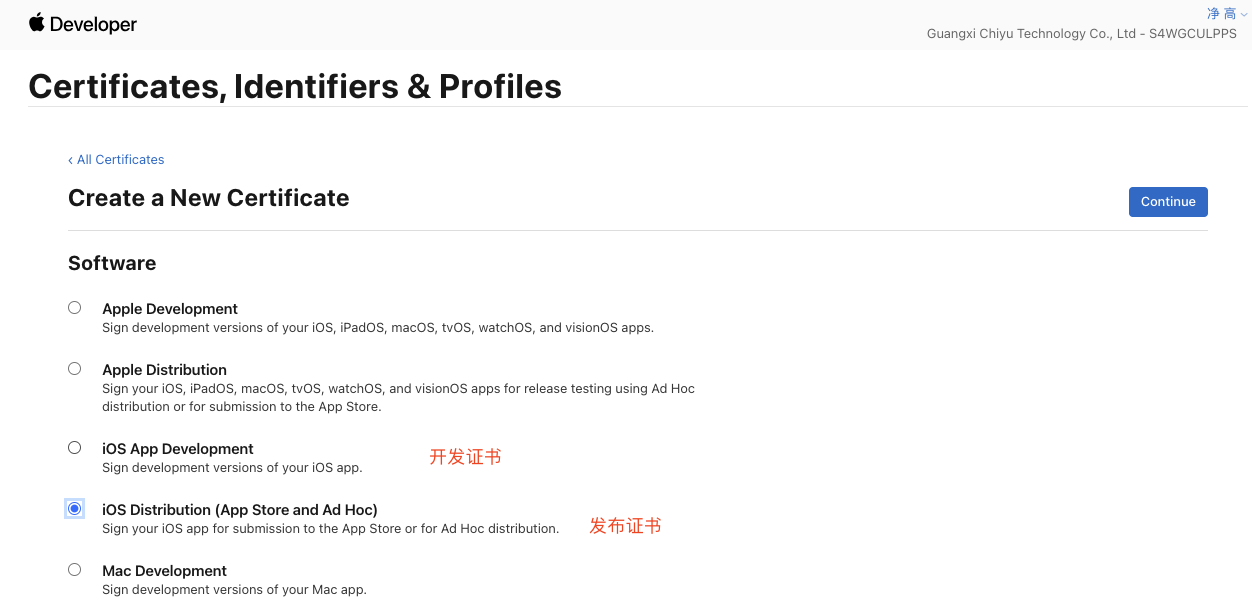 Developer
净 高
Guangxi Chiyu Technology Co., Ltd - S4WGCULPPS
Certificates, Identifiers & Profiles
‹ All Certificates
Create a New Certificate
Continue
Software
Apple Development
Sign development versions of your iOS, iPadOS, macOS, tvOS, watchOS, and visionOS apps.
Apple Distribution
Sign your iOS, iPadOS, macOS, tvOS, watchOS, and visionOS apps for release testing using Ad Hoc
distribution or for submission to the App Store.
iOS App Development
Sign development versions of your iOS app.
开发证书
iOS Distribution (App Store and Ad Hoc)
Sign your iOS app for submission to the App Store or for Ad Hoc distribution.
发布证书
Mac Development
Sign development versions of your Mac app.